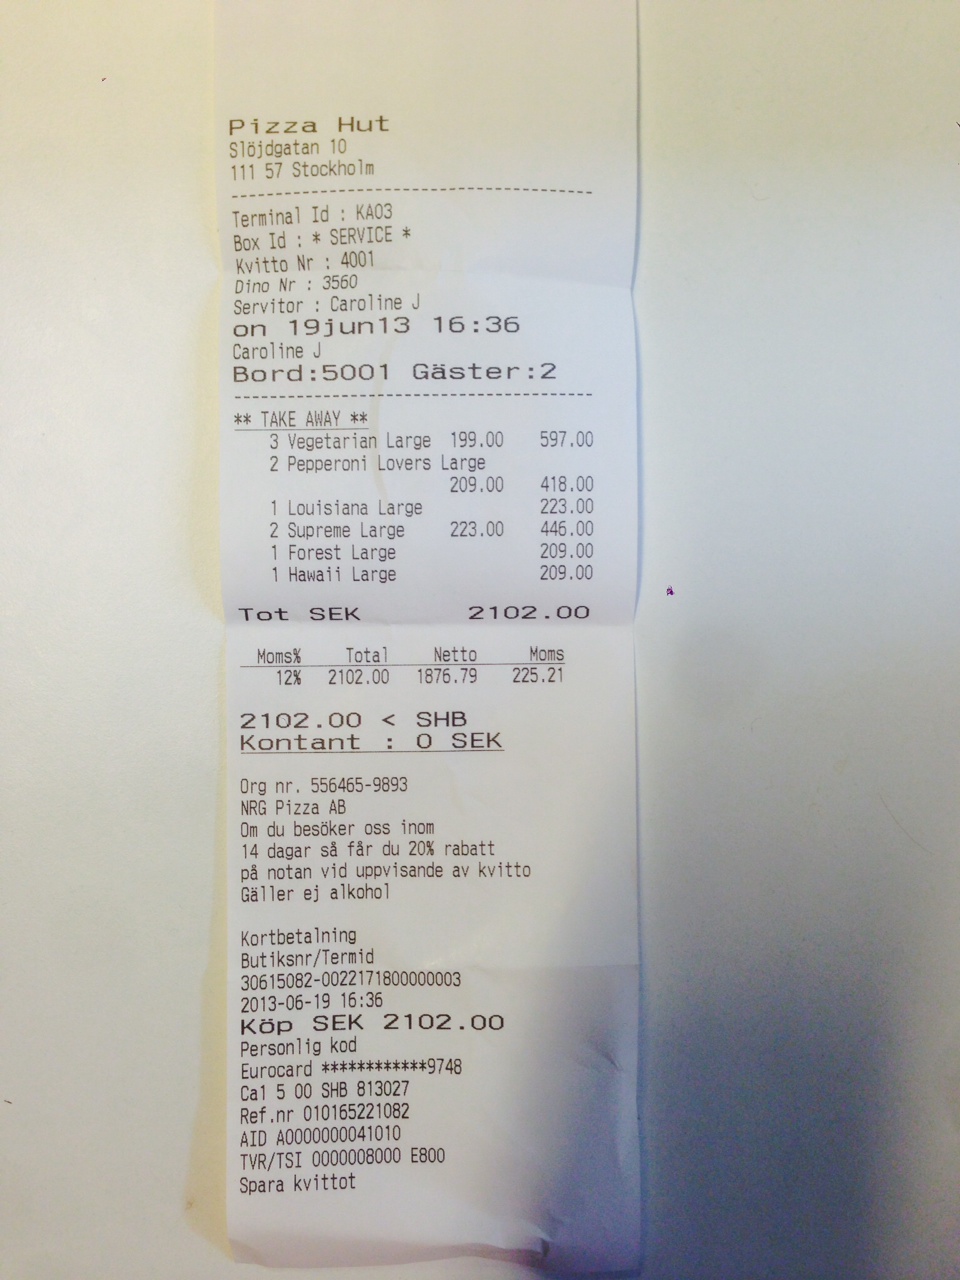 Pizza Hut
Slöjdgatan 10
111 57 Stockholm
Terminal Id : KA03
Box Id : * SERVICE *
Kvitto Nr : 4001
Dino Nr : 3560
Servitor : Caroline J
on 19jun13 16:36
Caroline J
Bord:5001 Gäster:2
** TAKE AWAY **
3 Vegetarian Large 199.00 597.00
2 Pepperoni Lovers Large
209.00 418.00
1 Louisiana Large 223.00
2 Supreme Large 223.00 446.00
1 Forest Large 209.00
1 Hawaii Large 209.00
Tot SEK 2102.00
Moms% Total Netto Moms
12% 2102.00 1876.79 225.21
2102.00 < SHB
Kontant : 0 SEK
Org nr. 556465-9893
NRG Pizza AB
Om du besöker oss inom
14 dagar så får du 20% rabatt
på notan vid uppvisande av kvitto
Gäller ej alkohol
Kortbetalning
Butiksnr/Termid
30615082-0022171800000003
2013-06-19 16:36
Köp SEK 2102.00
Personlig kod
Eurocard ************9748
Ca1 5 00 SHB 813027
Ref.nr 010165221082
AID A0000000041010
TVR/TSI 0000008000 E800
Spara kvittot